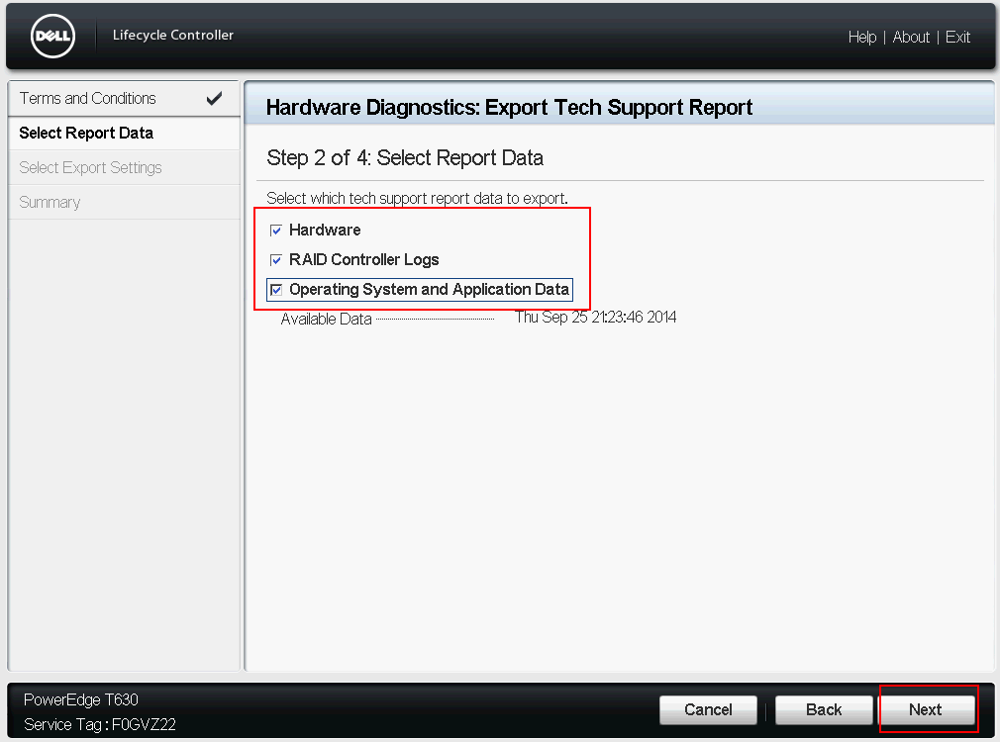 DELL
Lifecycle Controller
Help | About | Exit
Terms and Conditions
Select Report Data
Select Export Settings
Summary
Hardware Diagnostics: Export Tech Support Report
Step 2 of 4: Select Report Data
Select which tech support report data to export.
Hardware
RAID Controller Logs
Operating System and Application Data
Available Data Thu Sep 25 21:23:46 2014
PowerEdge T630
Service Tag : F0GVZ22
Cancel
Back
Next